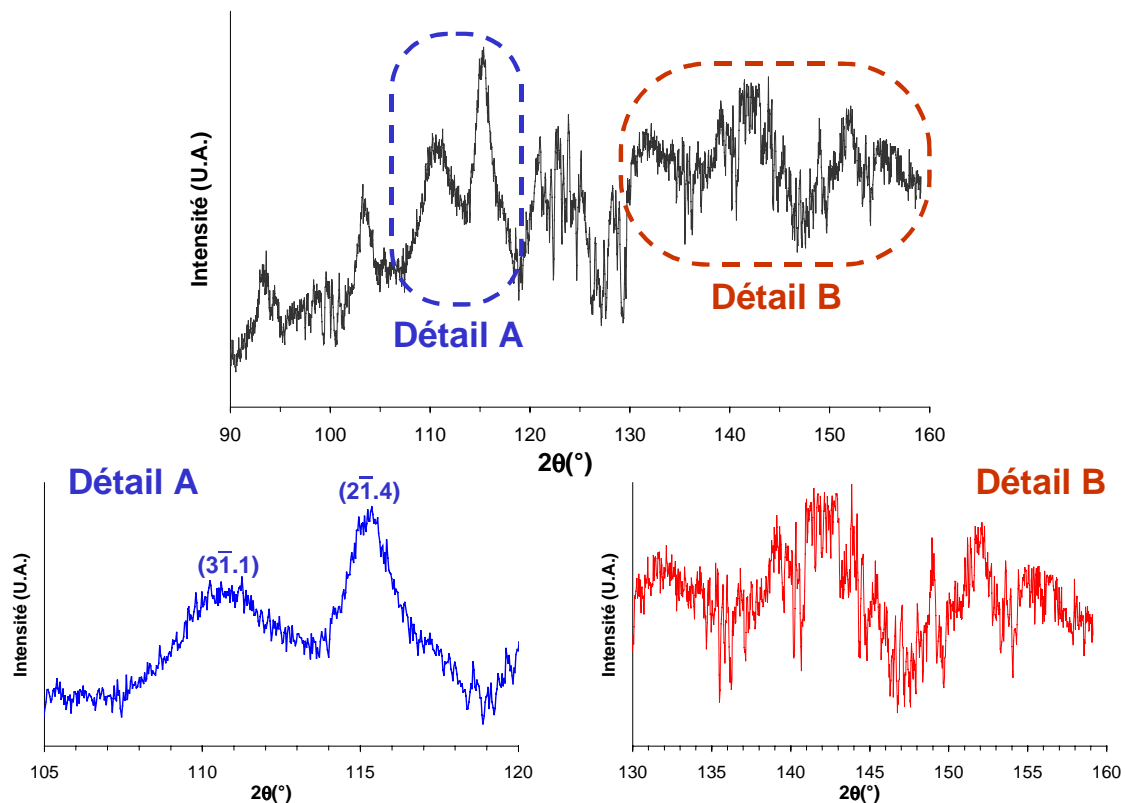 Intensité (U.A.)
Détail A
Détail B
90 100 110 120 130 140 150 160
2θ(°)
Détail A
(31̅.1)
(21̅.4)
Intensité (U.A.)
105 110 115 120
2θ(°)
Détail B
Intensité (U.A.)
130 135 140 145 150 155 160
2θ(°)